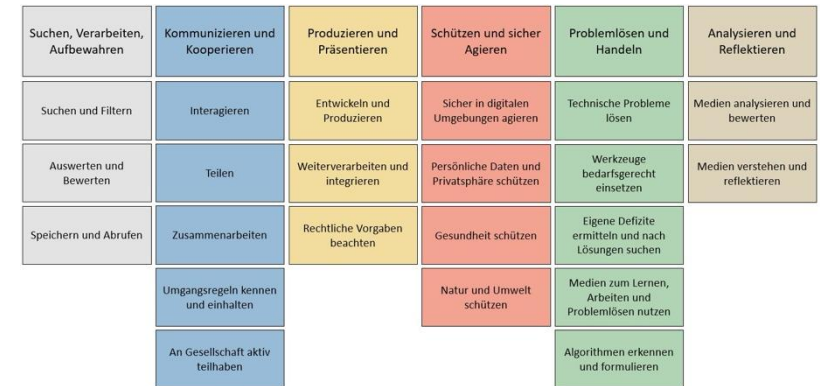 Suchen, Verarbeiten,
Aufbewahren
Kommunizieren und
Kooperieren
Produzieren und
Präsentieren
Schützen und sicher
Agieren
Problemlösen und
Handeln
Analysieren und
Reflektieren
Suchen und Filtern
Interagieren
Entwickeln und
Produzieren
Sicher in digitalen
Umgebungen agieren
Technische Probleme
lösen
Medien analysieren und
bewerten
Auswerten und
Bewerten
Teilen
Weiterverarbeiten und
integrieren
Persönliche Daten und
Privatsphäre schützen
Werkzeuge
bedarfsgerecht
einsetzen
Medien verstehen und
reflektieren
Speichern und Abrufen
Zusammenarbeiten
Rechtliche Vorgaben
beachten
Gesundheit schützen
Eigene Defizite
ermitteln und nach
Lösungen suchen
Umgangsregeln kennen
und einhalten
Natur und Umwelt
schützen
Medien zum Lernen,
Arbeiten und
Problemlösen nutzen
An Gesellschaft aktiv
teilhaben
Algorithmen erkennen
und formulieren